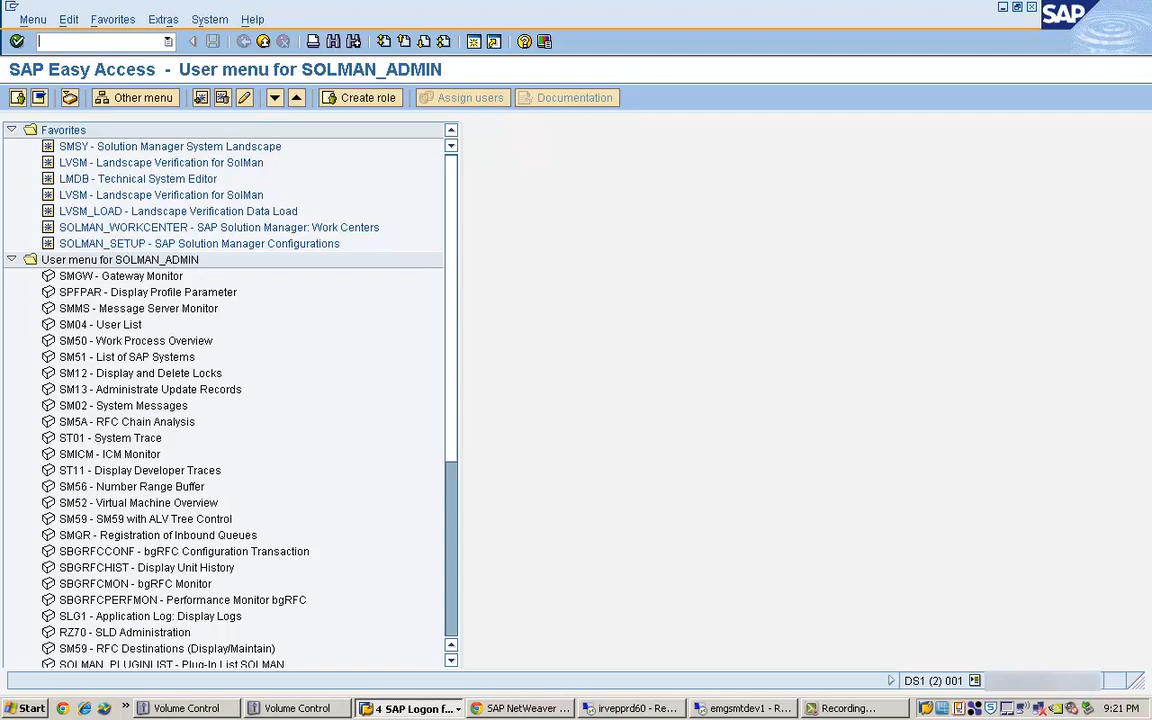 Menu Edit Favorites Extras System Help
SAP
SAP Easy Access - User menu for SOLMAN_ADMIN
Other menu Create role Assign users Documentation
Favorites
SMSY - Solution Manager System Landscape
LVSM - Landscape Verification for SolMan
LMDB - Technical System Editor
LVSM - Landscape Verification for SolMan
LVSM_LOAD - Landscape Verification Data Load
SOLMAN_WORKCENTER - SAP Solution Manager: Work Centers
SOLMAN_SETUP - SAP Solution Manager Configurations
User menu for SOLMAN_ADMIN
SMGW - Gateway Monitor
SPFPAR - Display Profile Parameter
SMMS - Message Server Monitor
SM04 - User List
SM50 - Work Process Overview
SM51 - List of SAP Systems
SM12 - Display and Delete Locks
SM13 - Administrate Update Records
SM02 - System Messages
SM5A - RFC Chain Analysis
ST01 - System Trace
SMICM - ICM Monitor
ST11 - Display Developer Traces
SM56 - Number Range Buffer
SM52 - Virtual Machine Overview
SM59 - SM59 with ALV Tree Control
SMQR - Registration of Inbound Queues
SBGRFCCONF - bgRFC Configuration Transaction
SBGRFCHIST - Display Unit History
SBGRFCMON - bgRFC Monitor
SBGRFCPERFMON - Performance Monitor bgRFC
SLG1 - Application Log: Display Logs
RZ70 - SLD Administration
SM59 - RFC Destinations (Display/Maintain)
SOLMAN_PLUGINLIST - Plug-In List SOLMAN
DS1 (2) 001
Start » Volume Control Volume Control 4 SAP Logon f... SAP NetWeaver ... irvepprd60 - Re... emgsmtdev1 - R... Recording... 9:21 PM